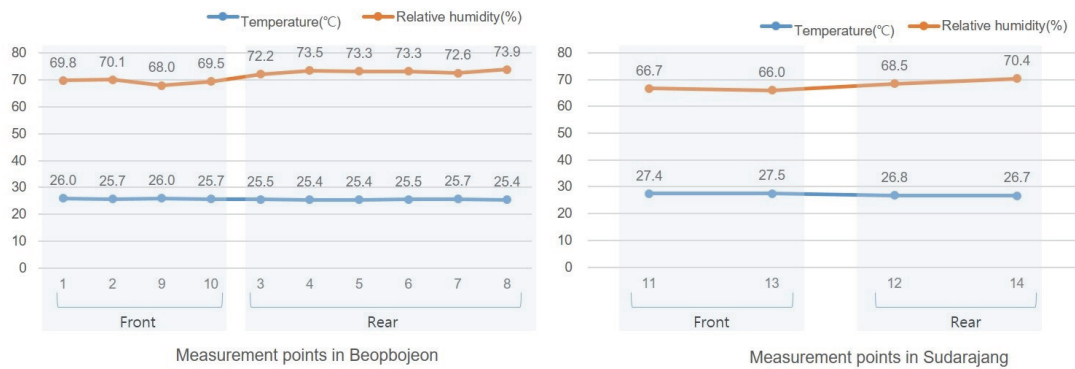 Temperature(℃) Relative humidity(%)
80
70
60
50
40
30
20
10
0
69.8 70.1 68.0 69.5 72.2 73.5 73.3 73.3 72.6 73.9
26.0 25.7 26.0 25.7 25.5 25.4 25.4 25.5 25.7 25.4
1 2 9 10 3 4 5 6 7 8
Front Rear
Measurement points in Beopbojeon
Temperature(℃) Relative humidity(%)
80
70
60
50
40
30
20
10
0
66.7 66.0 68.5 70.4
27.4 27.5 26.8 26.7
11 13 12 14
Front Rear
Measurement points in Sudarajang